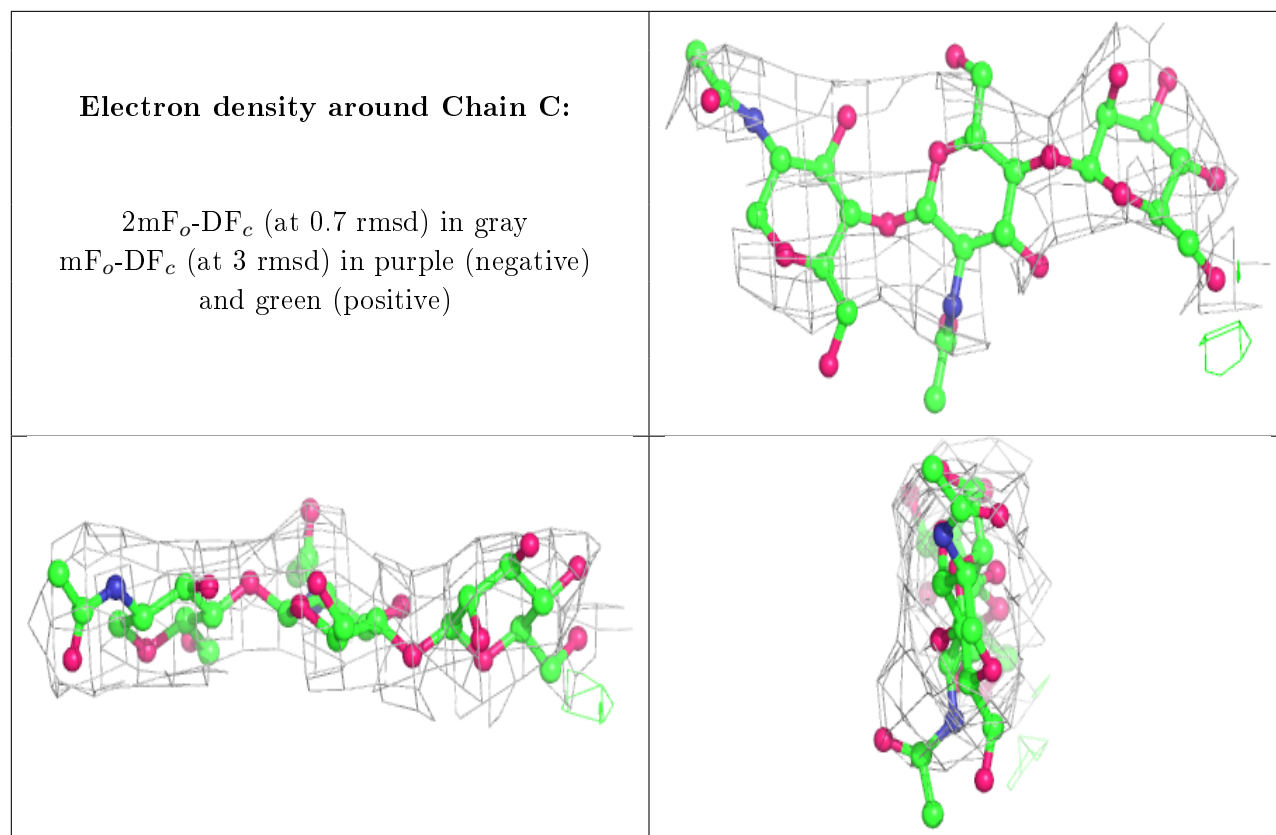 Electron density around Chain C:
2mFo-DFc (at 0.7 rmsd) in gray
mFo-DFc (at 3 rmsd) in purple (negative)
and green (positive)